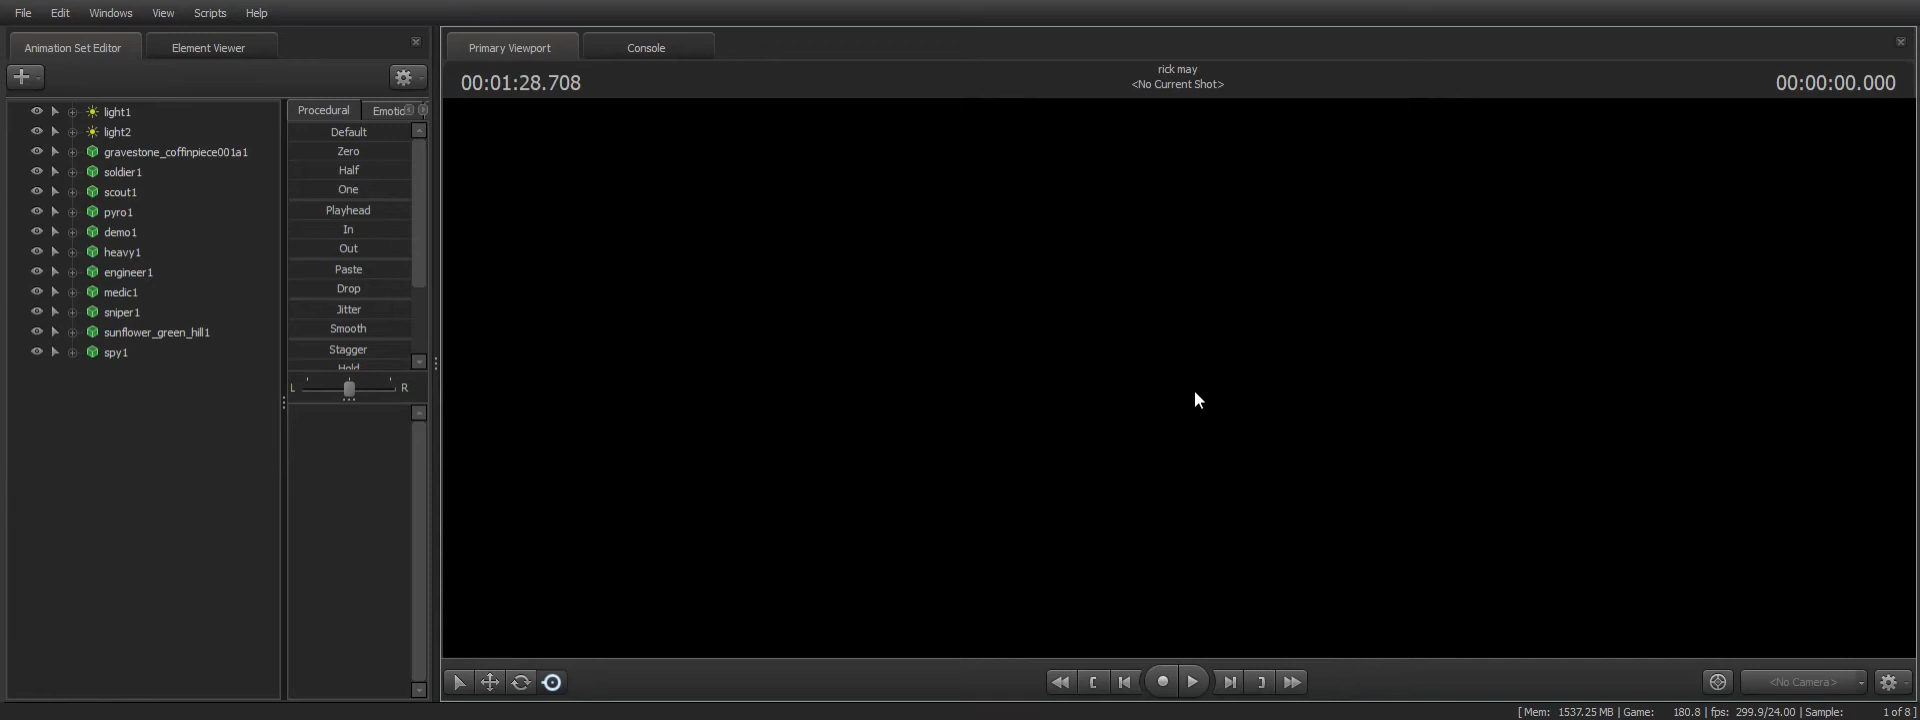 File Edit Windows View Scripts Help
Animation Set Editor
Element Viewer
light1
light2
gravestone_coffinpiece001a1
soldier1
scout1
pyro1
demo1
heavy1
engineer1
medic1
sniper1
sunflower_green_hill1
spy1
Procedural
Emotic
Default
Zero
Half
One
Playhead
In
Out
Paste
Drop
Jitter
Smooth
Stagger
Hold
L R
Primary Viewport
Console
00:01:28.708
rick may
<No Current Shot>
00:00:00.000
<No Camera>
[ Mem: 1537.25 MB | Game: 180.8 | fps: 299.9/24.00 | Sample: 1 of 8 ]